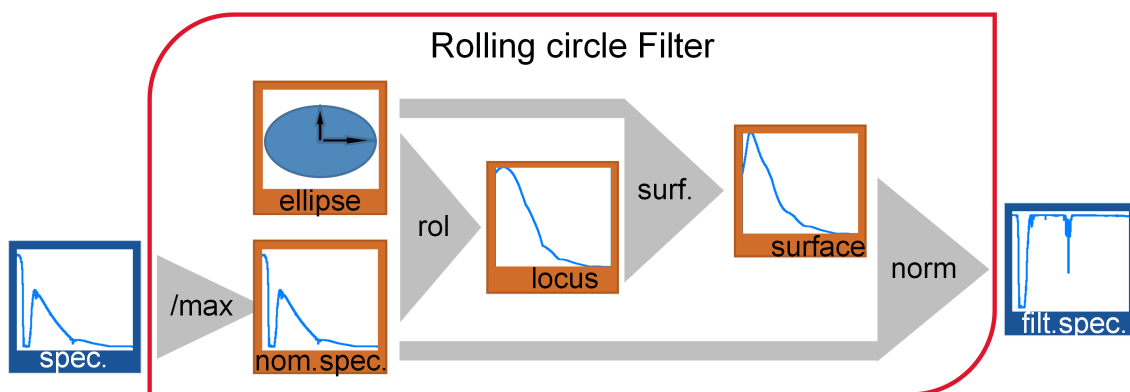 Rolling circle Filter
spec.
/max
ellipse
nom.spec.
rol
locus
surf.
surface
norm
filt.spec.